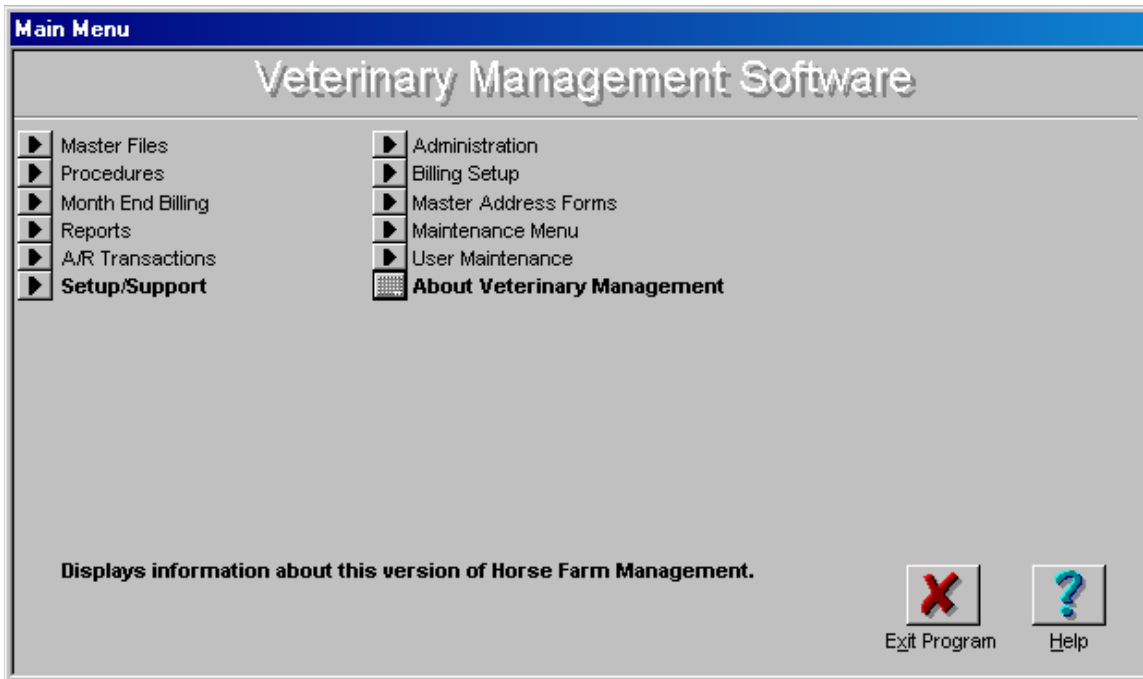 Main Menu
Veterinary Management Software
Master Files
Procedures
Month End Billing
Reports
A/R Transactions
Setup/Support
Administration
Billing Setup
Master Address Forms
Maintenance Menu
User Maintenance
About Veterinary Management
Displays information about this version of Horse Farm Management.
Exit Program
Help